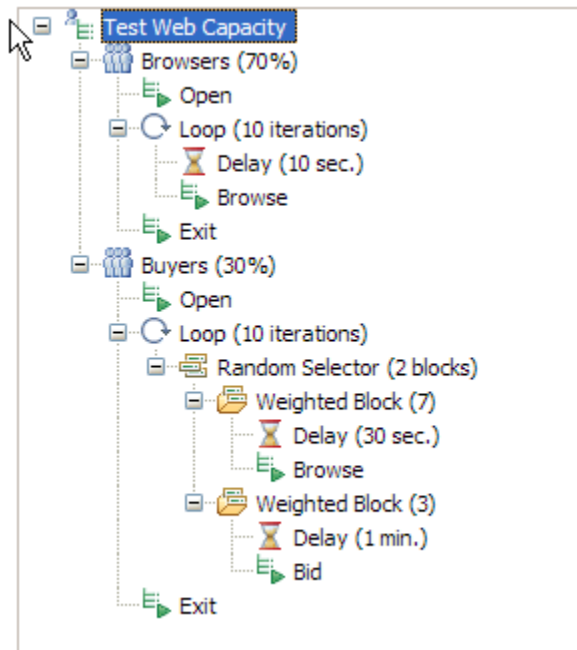 Test Web Capacity
Browsers (70%)
Open
Loop (10 iterations)
Delay (10 sec.)
Browse
Exit
Buyers (30%)
Open
Loop (10 iterations)
Random Selector (2 blocks)
Weighted Block (7)
Delay (30 sec.)
Browse
Weighted Block (3)
Delay (1 min.)
Bid
Exit